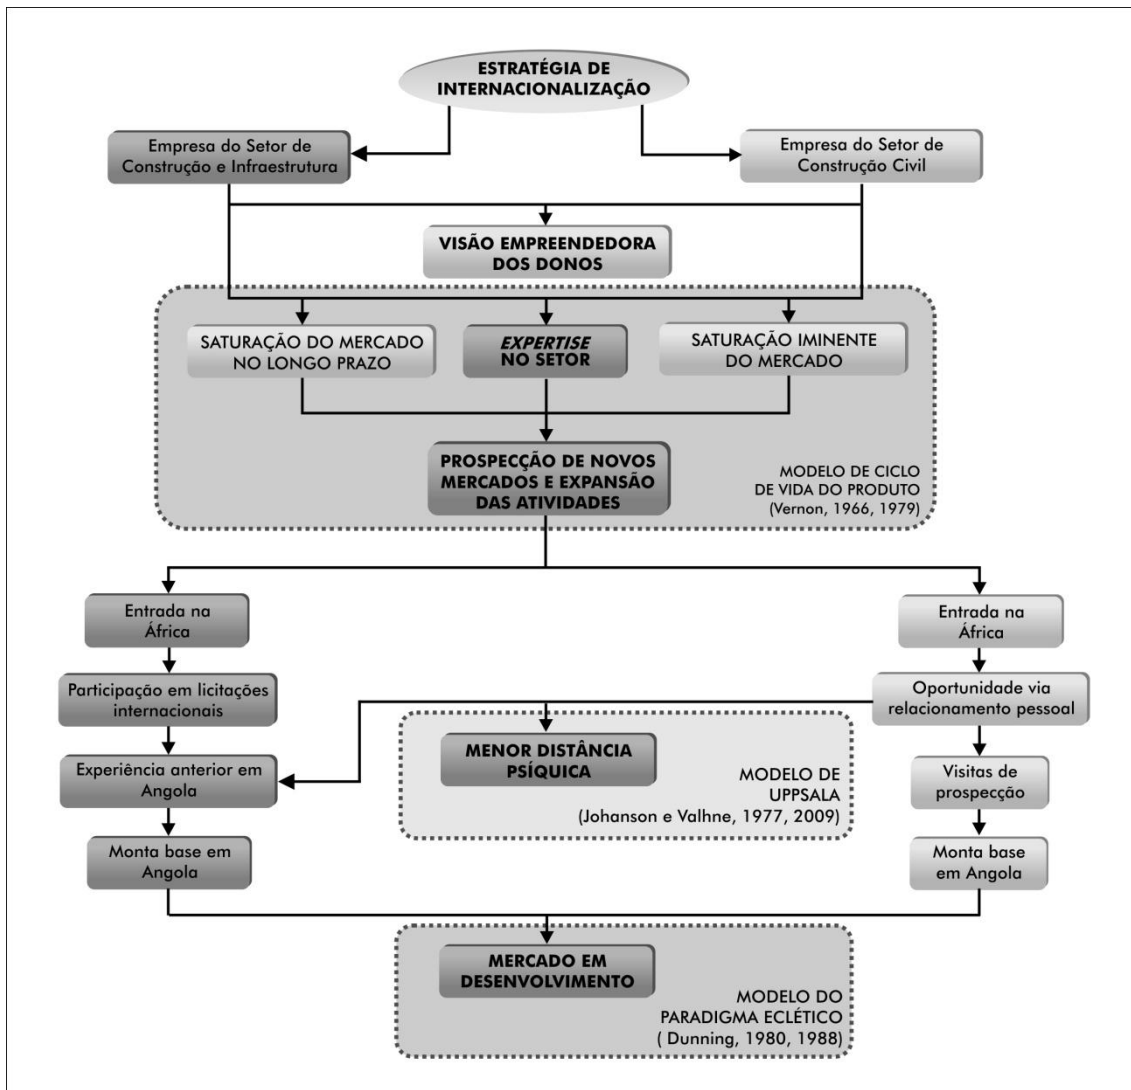 ESTRATÉGIA DE
INTERNACIONALIZAÇÃO
Empresa do Setor de
Construção e Infraestrutura
Empresa do Setor de
Construção Civil
VISÃO EMPREENDEDORA
DOS DONOS
SATURAÇÃO DO MERCADO
NO LONGO PRAZO
EXPERTISE
NO SETOR
SATURAÇÃO IMINENTE
DO MERCADO
PROSPECÇÃO DE NOVOS
MERCADOS E EXPANSÃO
DAS ATIVIDADES
MODELO DE CICLO
DE VIDA DO PRODUTO
(Vernon, 1966, 1979)
Entrada na
África
Entrada na
África
Participação em licitações
internacionais
Oportunidade via
relacionamento pessoal
Experiência anterior em
Angola
MENOR DISTÂNCIA
PSÍQUICA
MODELO DE
UPPSALA
(Johanson e Valhne, 1977, 2009)
Visitas de
prospecção
Monta base em
Angola
Monta base
em Angola
MERCADO EM
DESENVOLVIMENTO
MODELO DO
PARADIGMA ECLÉTICO
( Dunning, 1980, 1988)